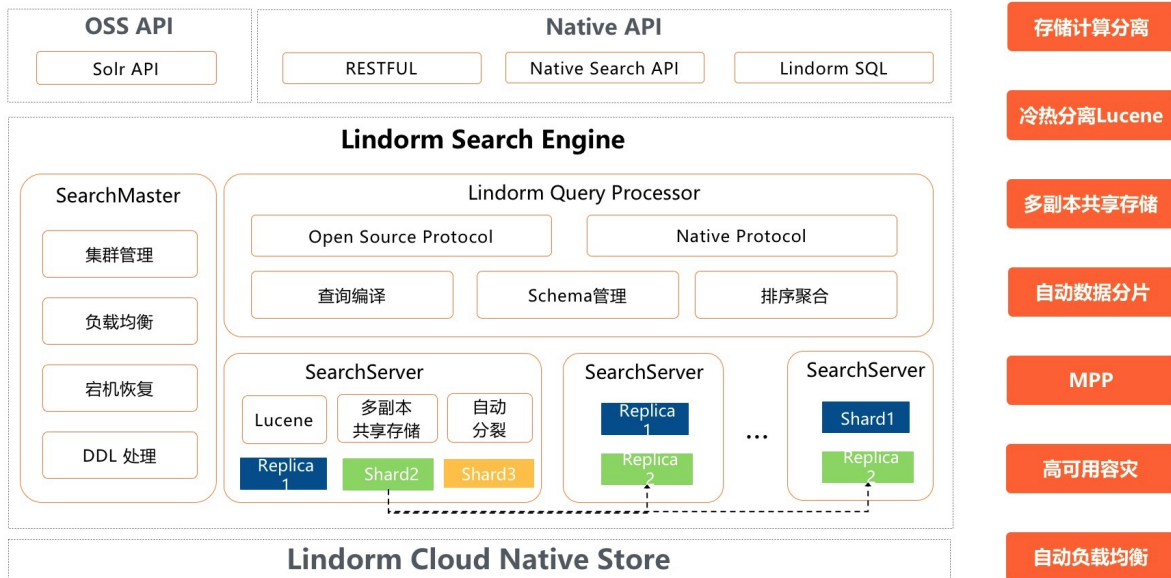 OSS API
Solr API
Native API
RESTFUL
Native Search API
Lindorm SQL
Lindorm Search Engine
SearchMaster
集群管理
负载均衡
宕机恢复
DDL 处理
Lindorm Query Processor
Open Source Protocol
Native Protocol
查询编译
Schema管理
排序聚合
SearchServer
Lucene
多副本
共享存储
自动
分裂
Replica
1
Shard2
Shard3
SearchServer
Replica
1
Replica
2
...
SearchServer
Shard1
Replica
2
Lindorm Cloud Native Store
存储计算分离
冷热分离Lucene
多副本共享存储
自动数据分片
MPP
高可用容灾
自动负载均衡